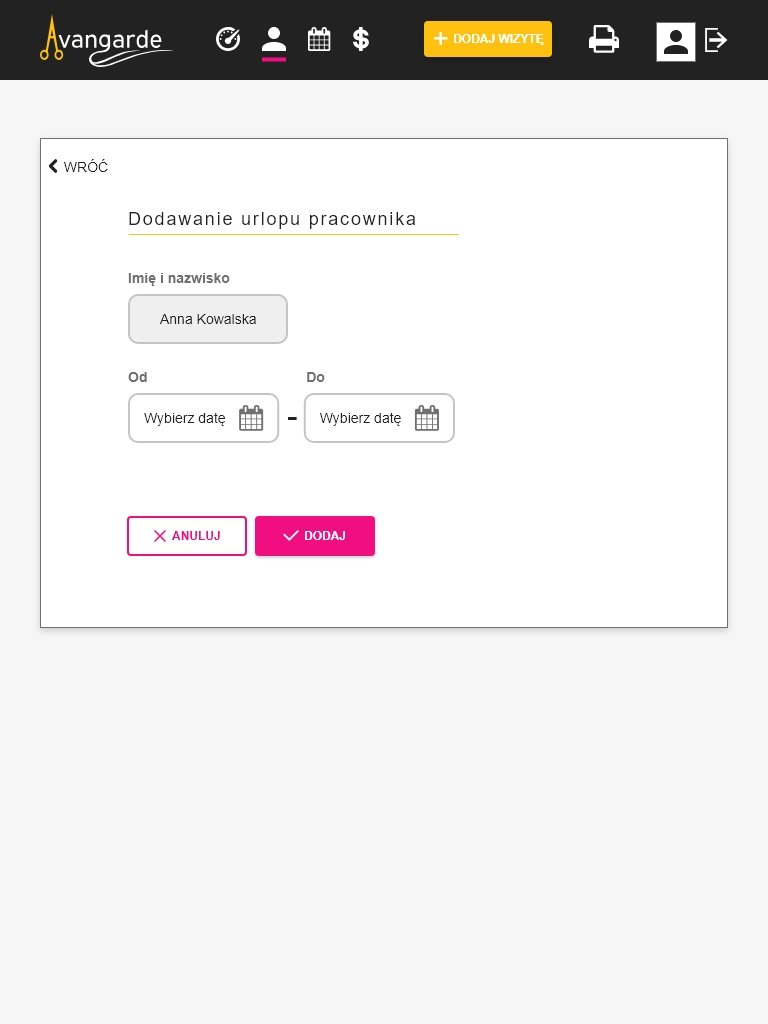 Avangarde
$
DODAJ WIZYTĘ
WRÓĆ
Dodawanie urlopu pracownika
Imię i nazwisko
Anna Kowalska
Od Do
Wybierz datę – Wybierz datę
ANULUJ DODAJ